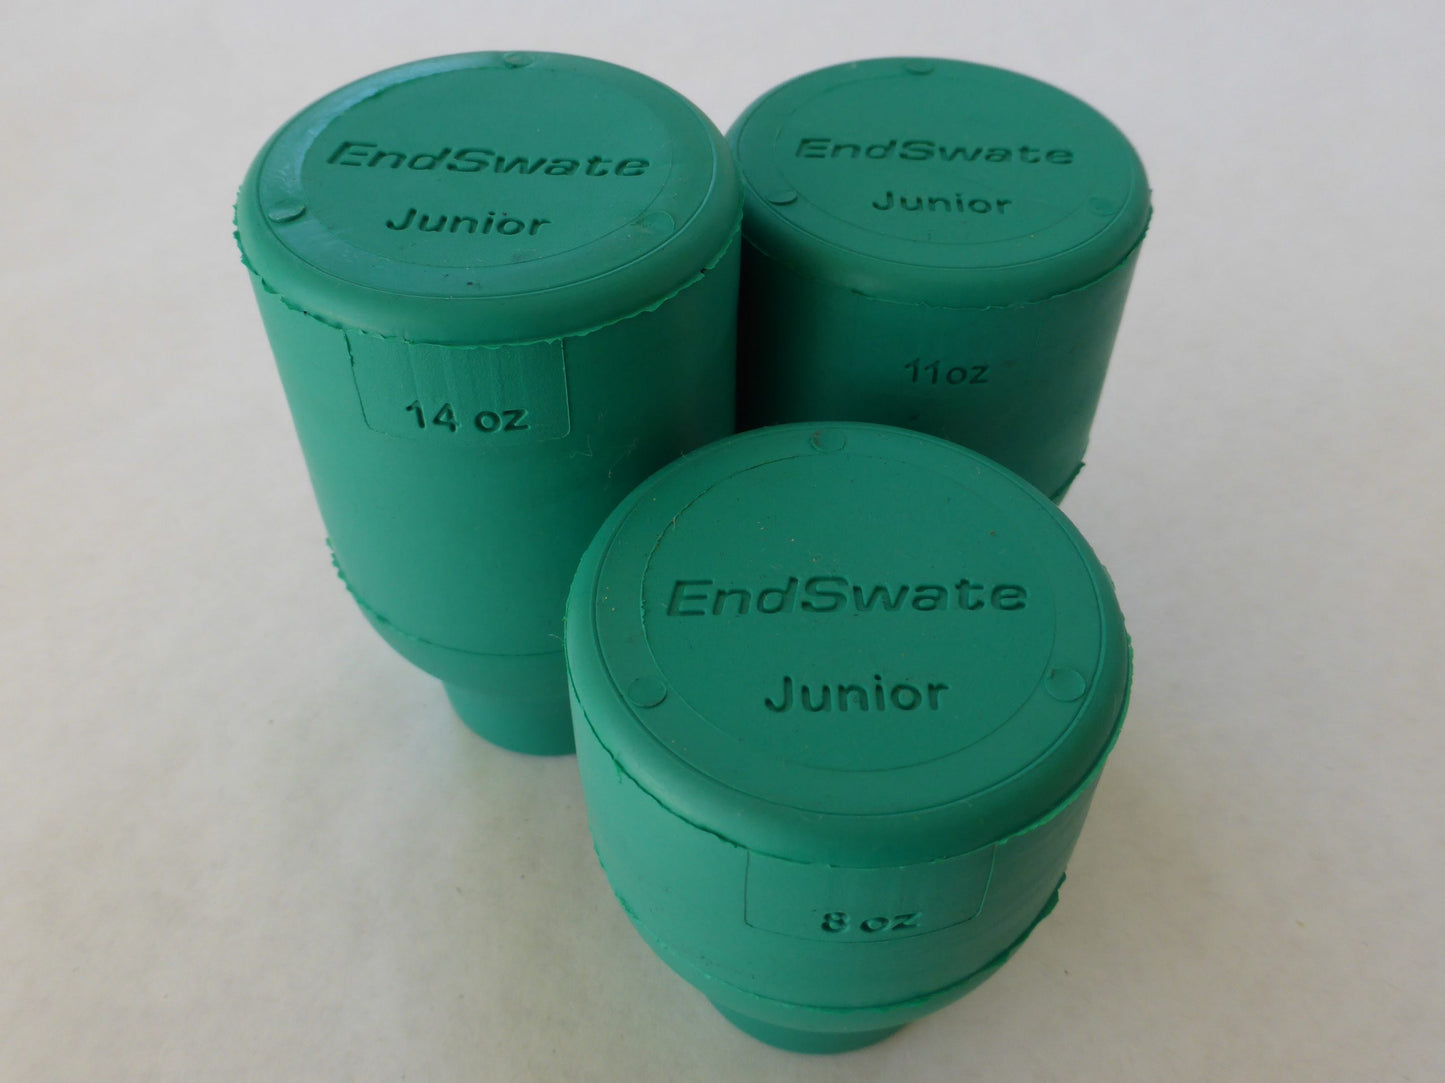 EndSwate
Junior
14 oz
EndSwate
Junior
11oz
EndSwate
Junior
8 oz